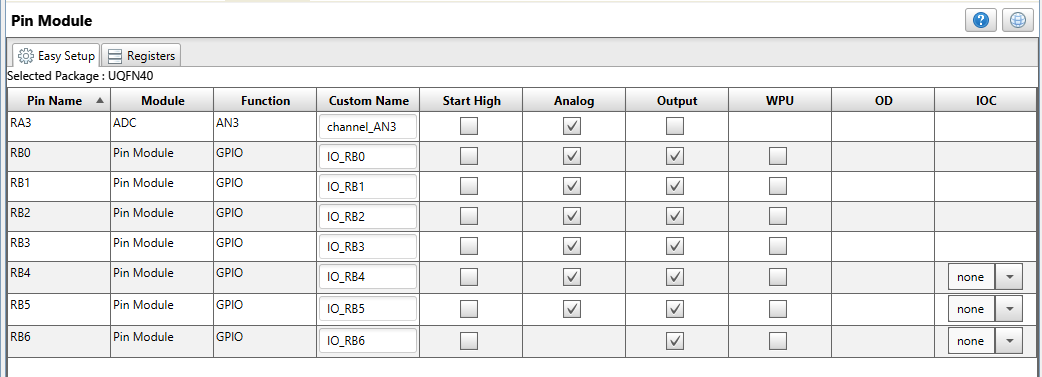 Pin Module
Easy Setup Registers
Selected Package : UQFN40
Pin Name Module Function Custom Name Start High Analog Output WPU OD IOC
RA3 ADC AN3 channel_AN3
RB0 Pin Module GPIO IO_RB0
RB1 Pin Module GPIO IO_RB1
RB2 Pin Module GPIO IO_RB2
RB3 Pin Module GPIO IO_RB3
RB4 Pin Module GPIO IO_RB4 none
RB5 Pin Module GPIO IO_RB5 none
RB6 Pin Module GPIO IO_RB6 none